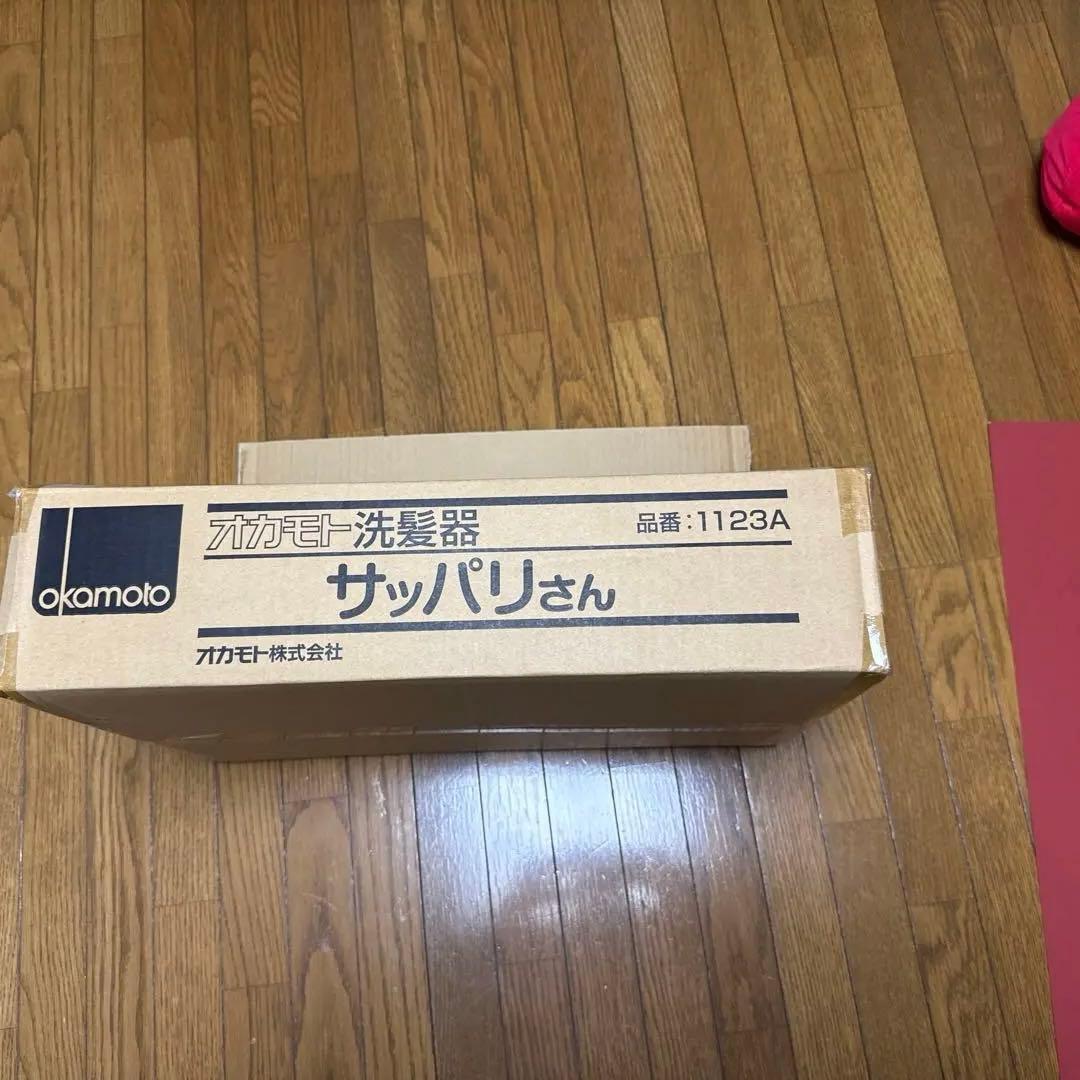 okamoto
オカモト洗髪器
品番:1123A
サッパリさん
オカモト株式会社